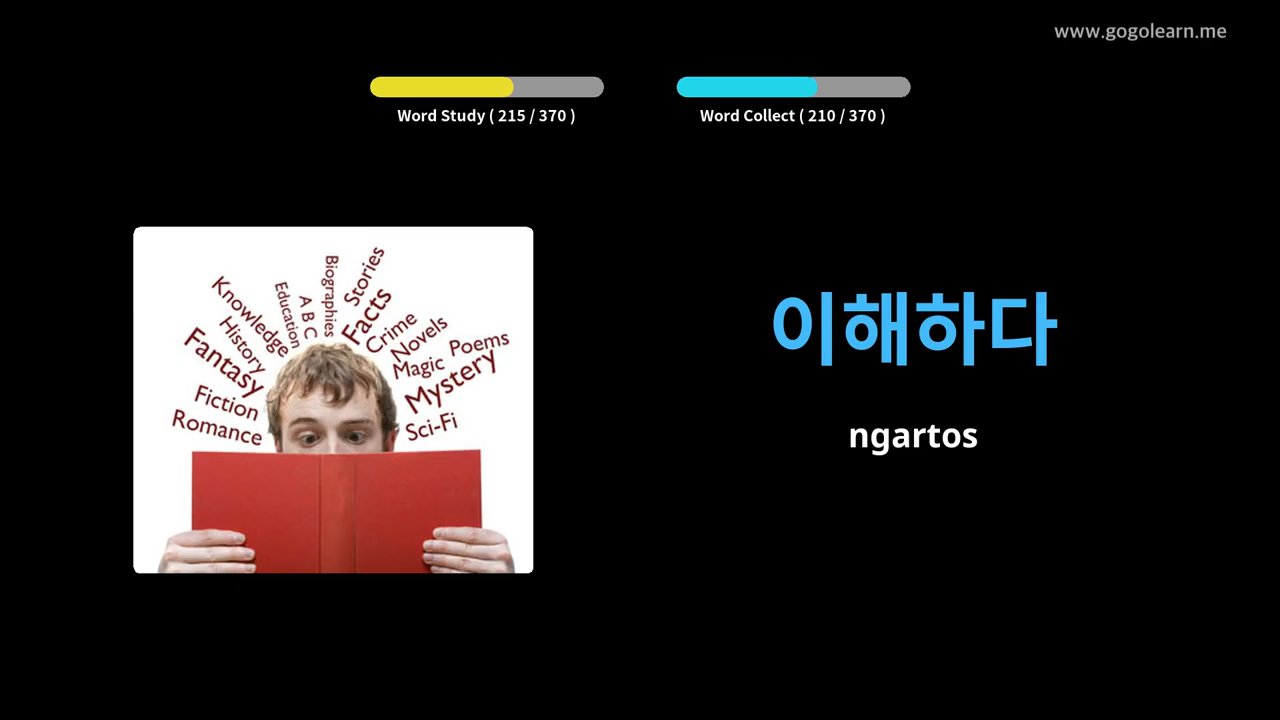 www.gogolearn.me
Word Study ( 215 / 370 )
Word Collect ( 210 / 370 )
Biographies
Stories
Education
A B C
Facts
Knowledge
Crime
History
Novels
Poems
Fantasy
Magic
Mystery
Fiction
Romance
Sci-Fi
이해하다
ngartos